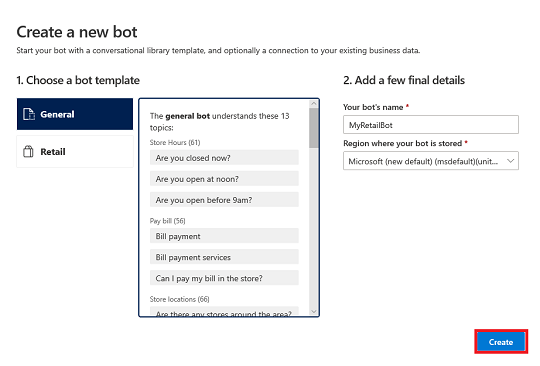 Create a new bot
Start your bot with a conversational library template, and optionally a connection to your existing business data.
1. Choose a bot template
General
Retail
The general bot understands these 13
topics:
Store Hours (61)
Are you closed now?
Are you open at noon?
Are you open before 9am?
Pay bill (56)
Bill payment
Bill payment services
Can I pay my bill in the store?
Store locations (66)
Are there any stores around the area?
2. Add a few final details
Your bot's name *
MyRetailBot
Region where your bot is stored *
Microsoft (new default) (msdefault)(unit...
Create